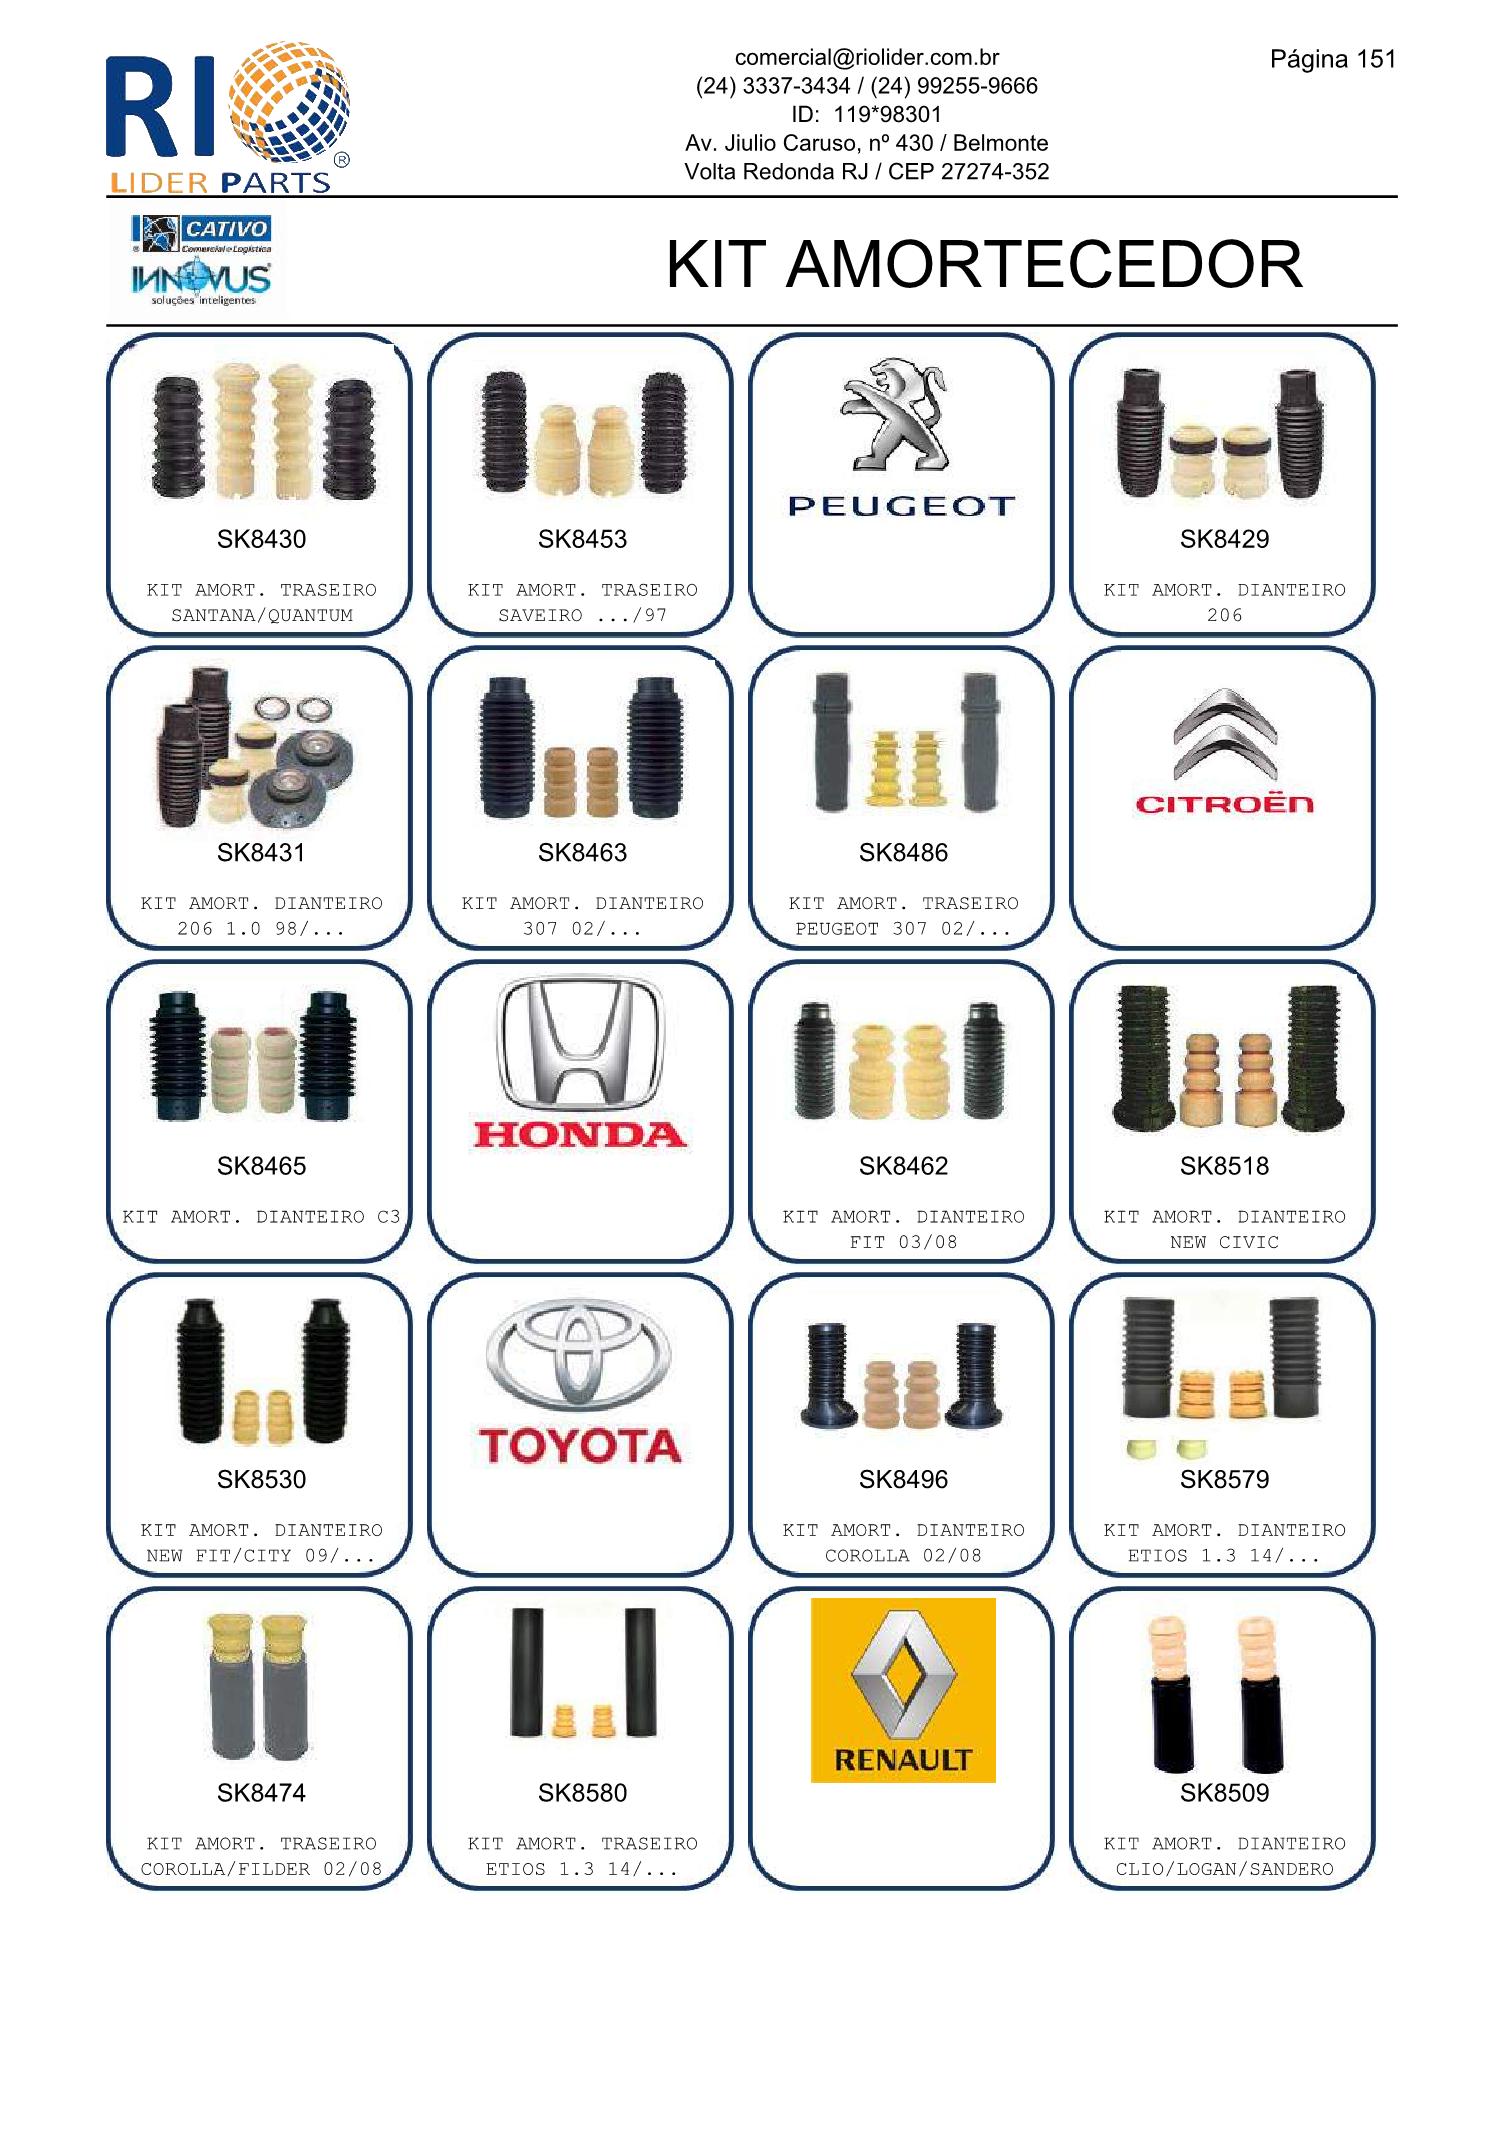 RIO
®
LIDER PARTS
comercial@riolider.com.br
(24) 3337-3434 / (24) 99255-9666
ID: 119*98301
Av. Jiulio Caruso, nº 430 / Belmonte
Volta Redonda RJ / CEP 27274-352
Página 151
CATIVO
® Comercial e Logística
INNOVUS
soluções inteligentes
KIT AMORTECEDOR
SK8430
KIT AMORT. TRASEIRO
SANTANA/QUANTUM
SK8453
KIT AMORT. TRASEIRO
SAVEIRO .../97
PEUGEOT
SK8429
KIT AMORT. DIANTEIRO
206
SK8431
KIT AMORT. DIANTEIRO
206 1.0 98/...
SK8463
KIT AMORT. DIANTEIRO
307 02/...
SK8486
KIT AMORT. TRASEIRO
PEUGEOT 307 02/...
CITROËN
SK8465
KIT AMORT. DIANTEIRO C3
HONDA
SK8462
KIT AMORT. DIANTEIRO
FIT 03/08
SK8518
KIT AMORT. DIANTEIRO
NEW CIVIC
SK8530
KIT AMORT. DIANTEIRO
NEW FIT/CITY 09/...
TOYOTA
SK8496
KIT AMORT. DIANTEIRO
COROLLA 02/08
SK8579
KIT AMORT. DIANTEIRO
ETIOS 1.3 14/...
SK8474
KIT AMORT. TRASEIRO
COROLLA/FILDER 02/08
SK8580
KIT AMORT. TRASEIRO
ETIOS 1.3 14/...
RENAULT
SK8509
KIT AMORT. DIANTEIRO
CLIO/LOGAN/SANDERO